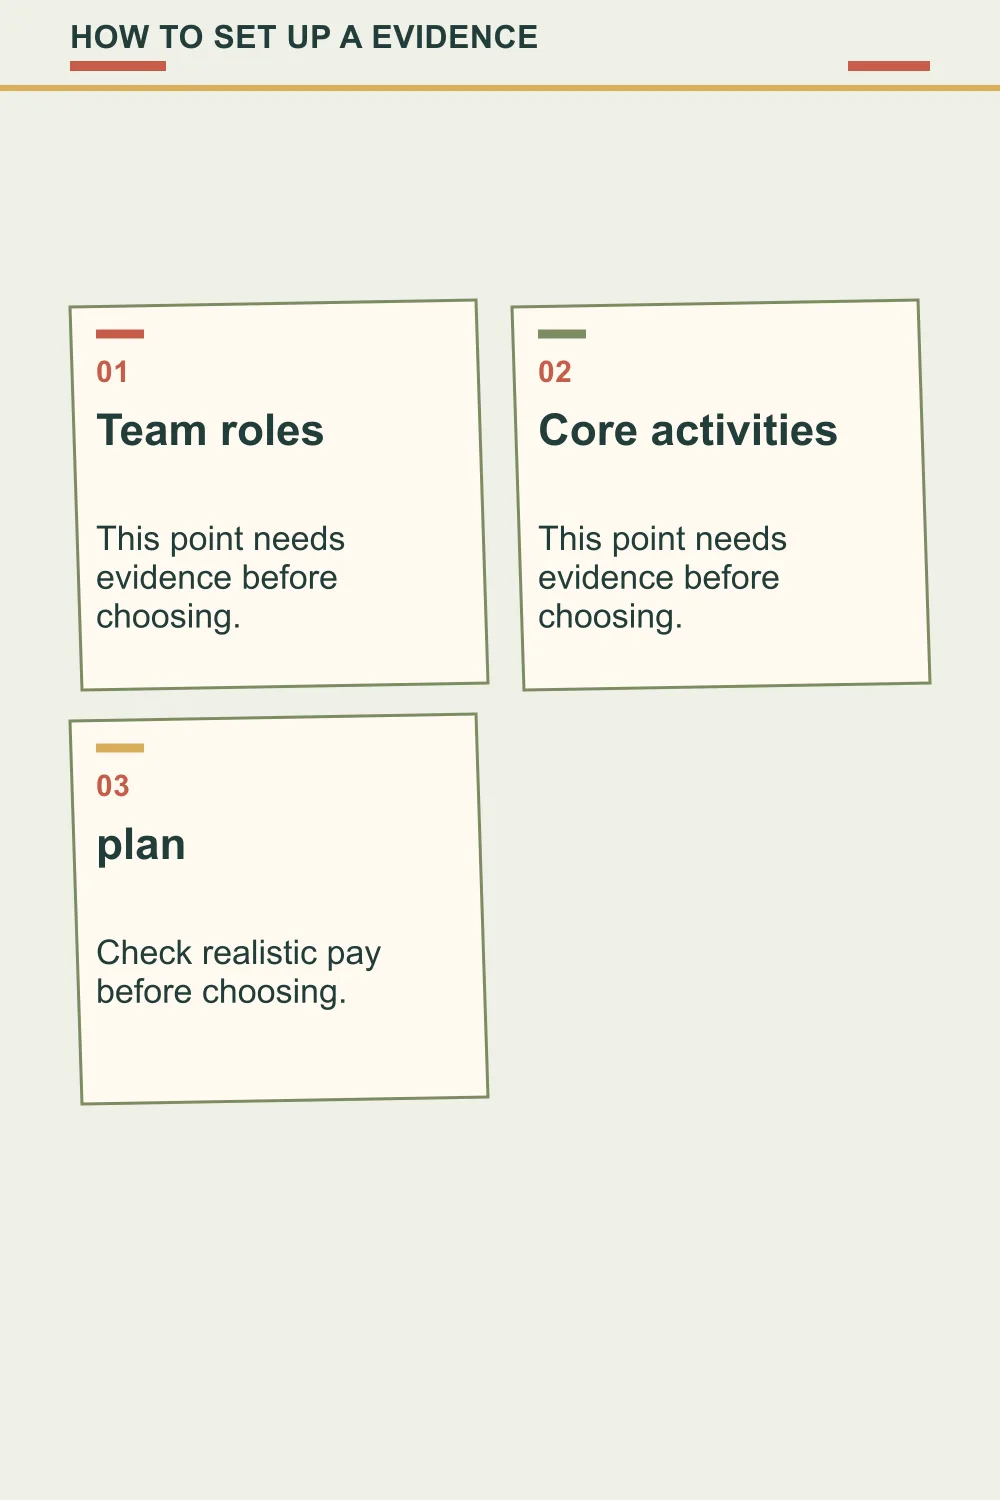 HOW TO SET UP A EVIDENCE
01
Team roles
This point needs
evidence before
choosing.
02
Core activities
This point needs
evidence before
choosing.
03
plan
Check realistic pay
before choosing.